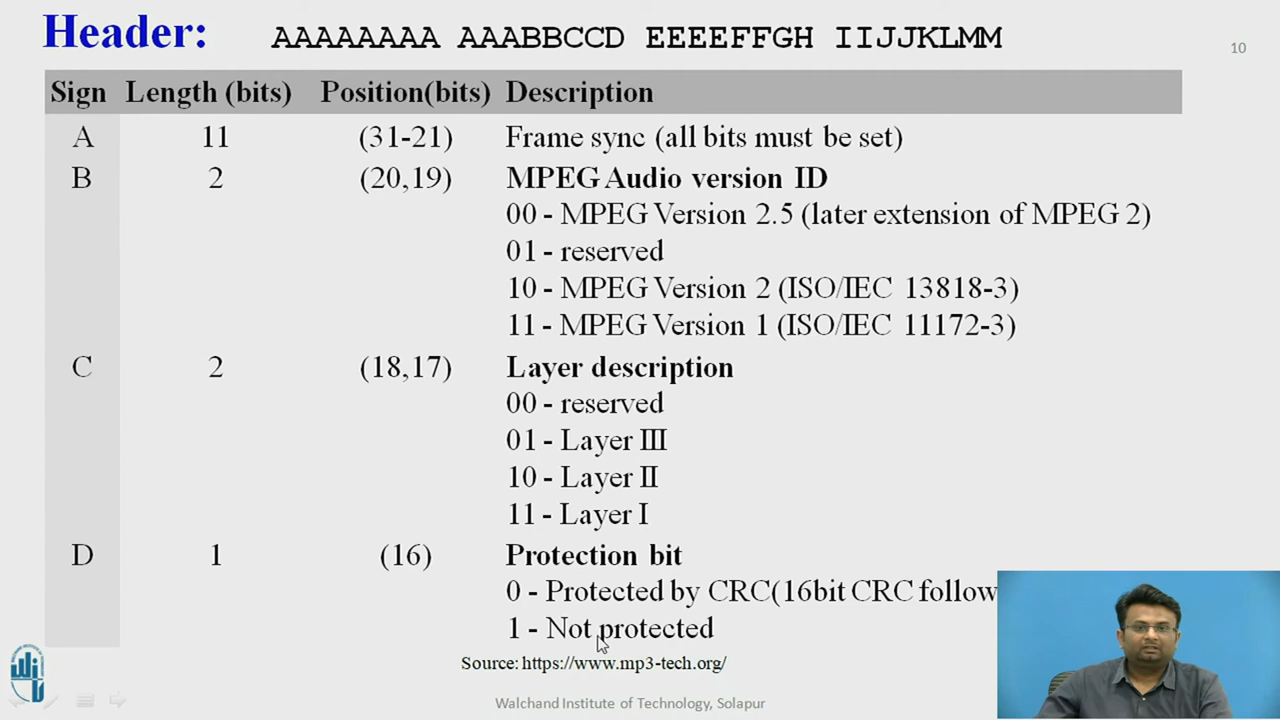 Header: AAAAAAAA AAABBCCD EEEEFFGH IIJJKLMM
10
Sign Length (bits) Position(bits) Description
A 11 (31-21) Frame sync (all bits must be set)
B 2 (20,19) MPEG Audio version ID
00 - MPEG Version 2.5 (later extension of MPEG 2)
01 - reserved
10 - MPEG Version 2 (ISO/IEC 13818-3)
11 - MPEG Version 1 (ISO/IEC 11172-3)
C 2 (18,17) Layer description
00 - reserved
01 - Layer III
10 - Layer II
11 - Layer I
D 1 (16) Protection bit
0 - Protected by CRC(16bit CRC follow
1 - Not protected
Source: https://www.mp3-tech.org/
Walchand Institute of Technology, Solapur